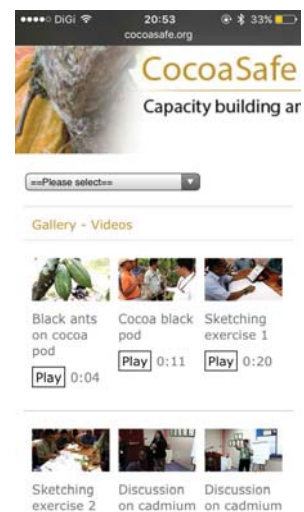 DiGi 20:53 33%
cocoasafe.org
CocoaSafe
Capacity building an
==Please select==
Gallery - Videos
Black ants on cocoa pod
Play 0:04
Cocoa black pod
Play 0:11
Sketching exercise 1
Play 0:20
Sketching exercise 2
Discussion on cadmium
Discussion on cadmium